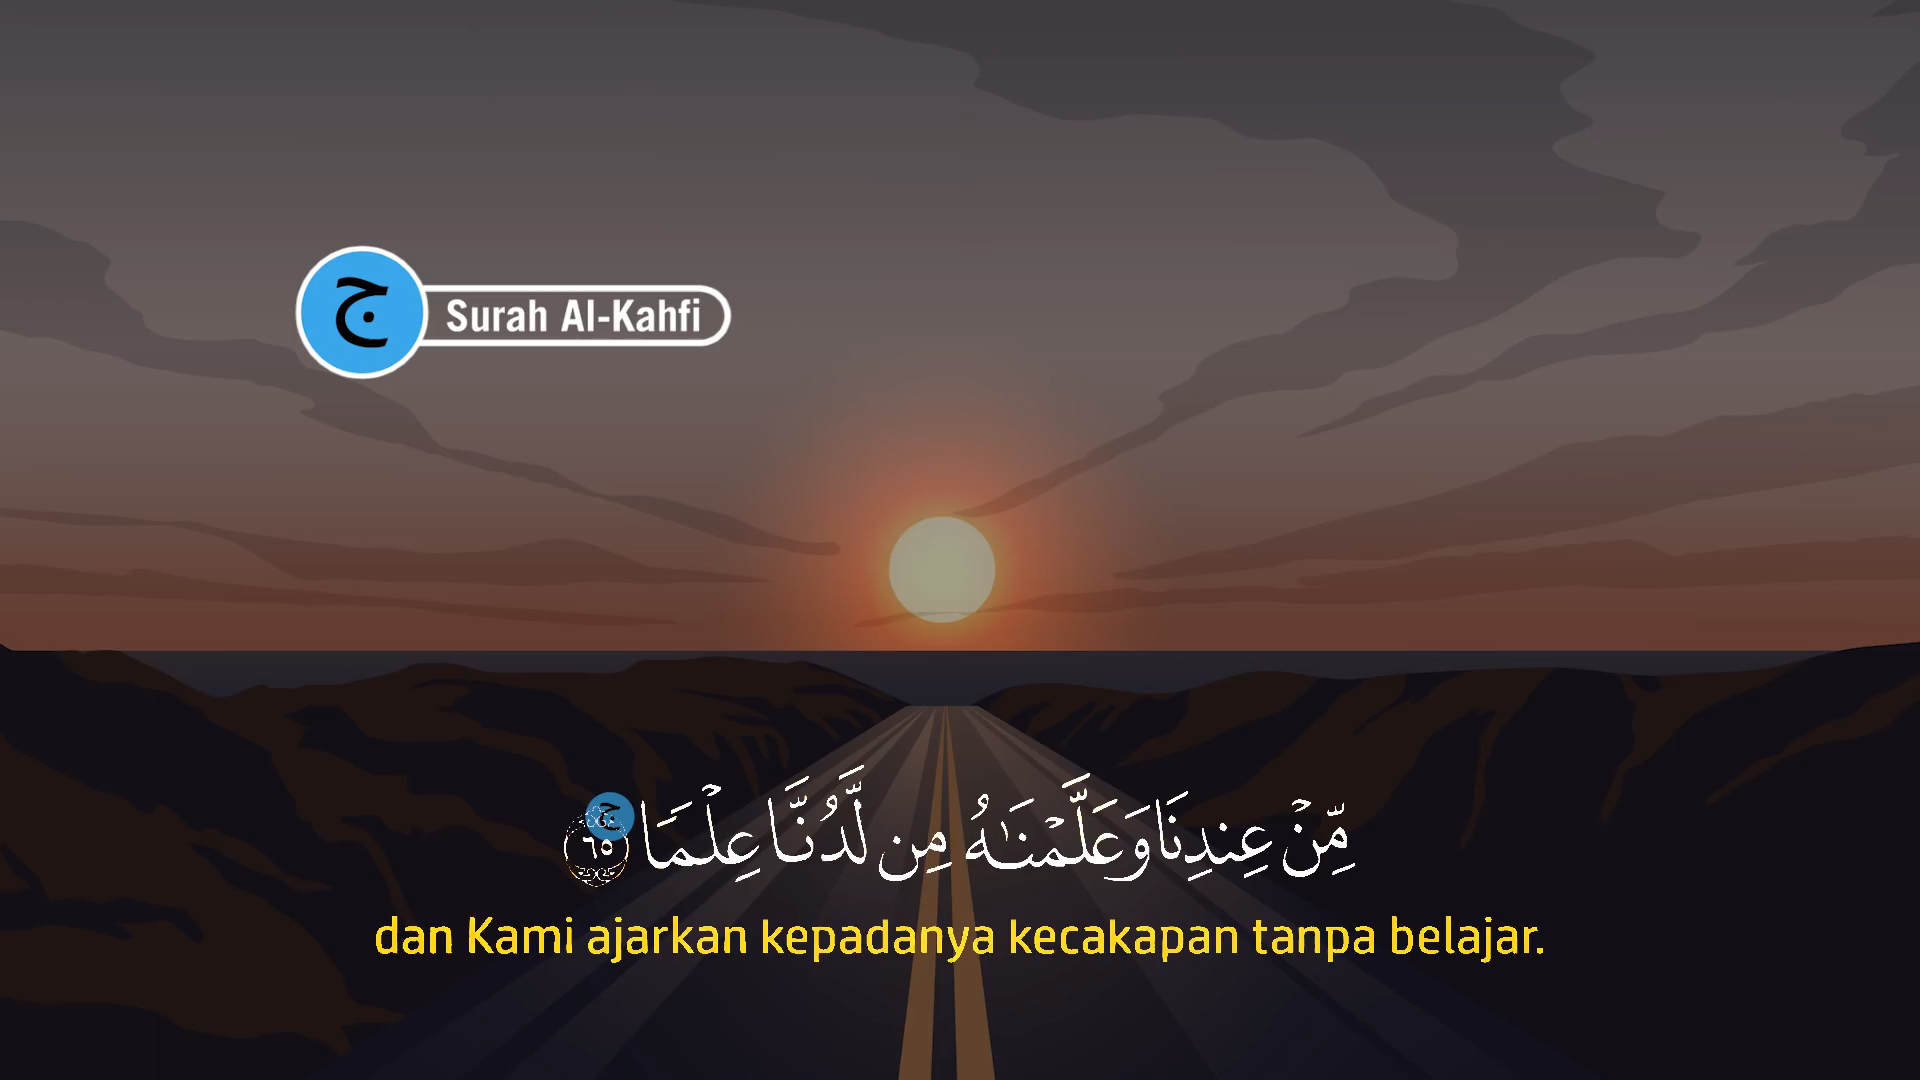 ج
Surah Al-Kahfi
مِّنْ عِندِنَا وَعَلَّمْنَٰهُ مِن لَّدُنَّا عِلْمًا ٦٥ ج
dan Kami ajarkan kepadanya kecakapan tanpa belajar.